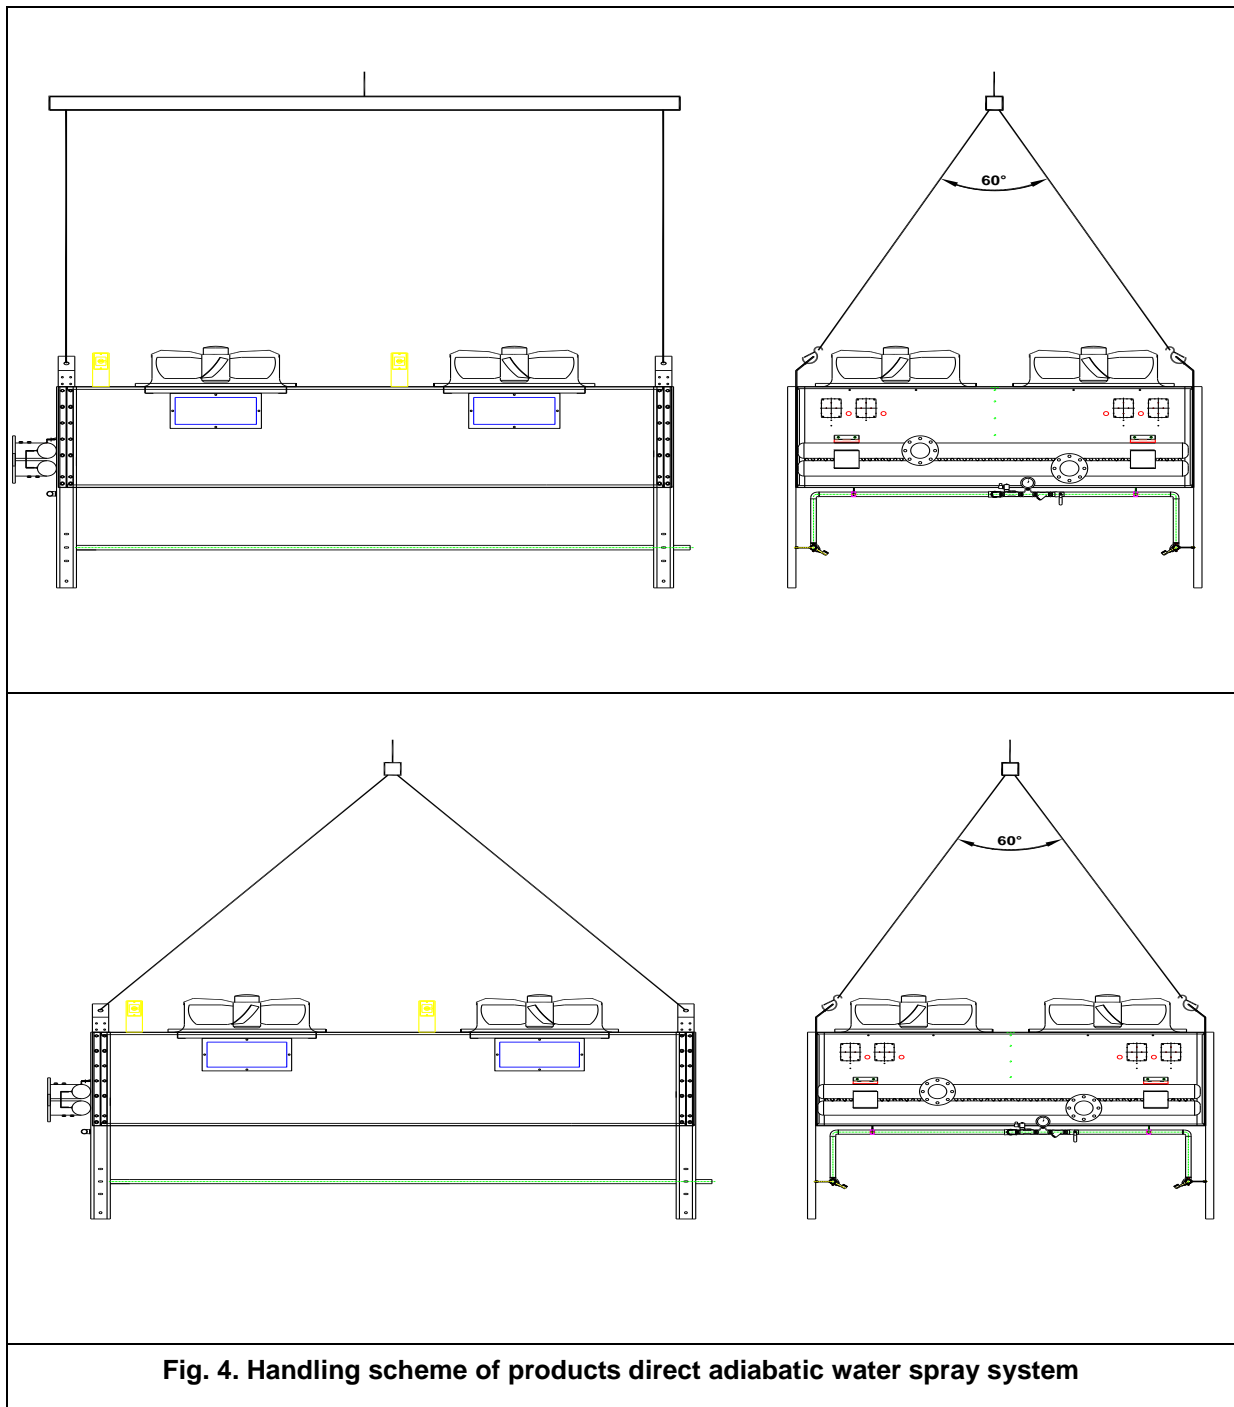 60°
60°
Fig. 4. Handling scheme of products direct adiabatic water spray system